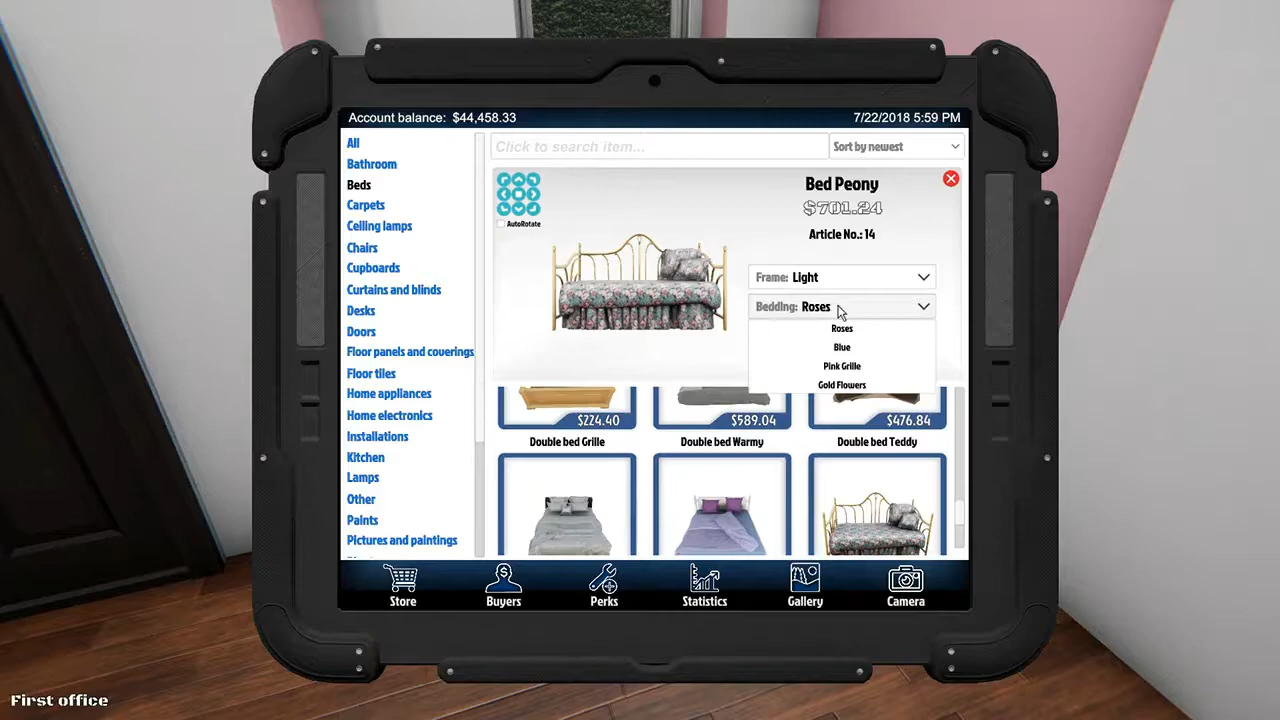 Account balance: $44,458.33
7/22/2018 5:59 PM
All
Bathroom
Beds
Carpets
Ceiling lamps
Chairs
Cupboards
Curtains and blinds
Desks
Doors
Floor panels and coverings
Floor tiles
Home appliances
Home electronics
Installations
Kitchen
Lamps
Other
Paints
Pictures and paintings
Click to search item...
Sort by newest
AutoRotate
Bed Peony
$701.24
Article No.: 14
Frame: Light
Bedding: Roses
Roses
Blue
Pink Grille
Gold Flowers
$224.40
$589.04
$476.84
Double bed Grille
Double bed Warmy
Double bed Teddy
Store
Buyers
Perks
Statistics
Gallery
Camera
First office